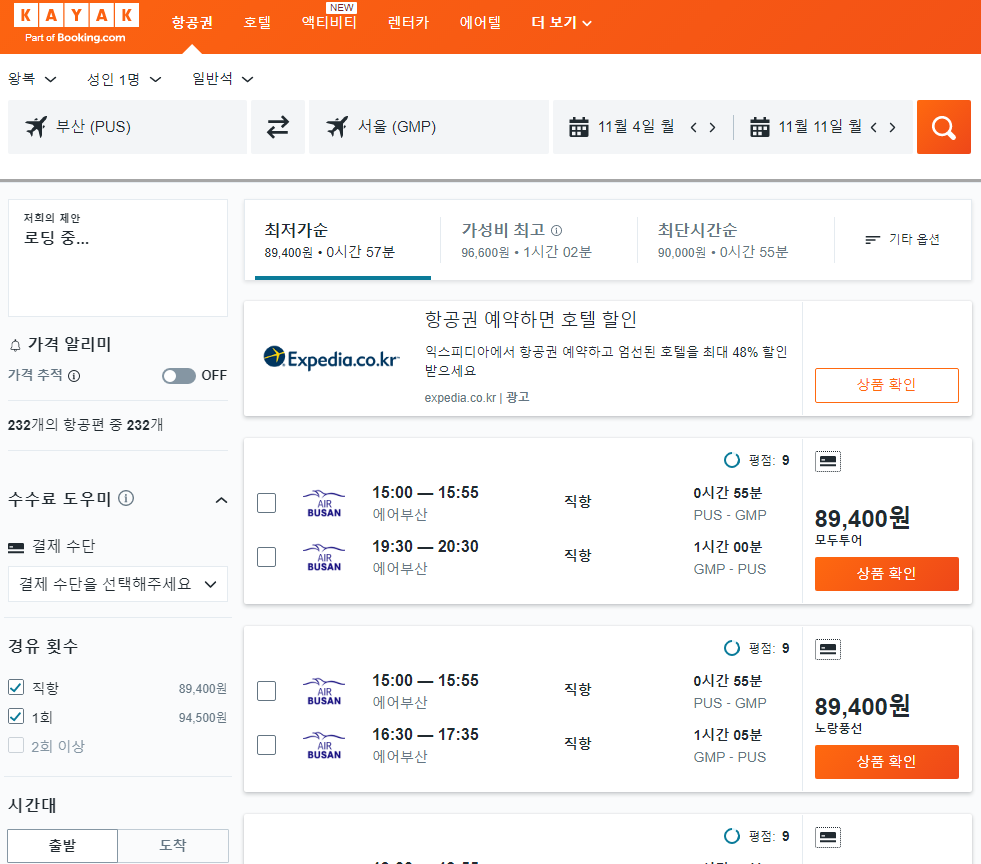 KAYAK
Part of Booking.com
항공권
호텔
NEW
액티비티
렌터카
에어텔
더 보기
왕복
성인 1명
일반석
부산 (PUS)
서울 (GMP)
11월 4일 월
11월 11일 월
저희의 제안
로딩 중...
가격 알리미
가격 추적
OFF
232개의 항공편 중 232개
수수료 도우미
결제 수단
결제 수단을 선택해주세요
경유 횟수
직항 89,400원
1회 94,500원
2회 이상
시간대
출발
도착
최저가순
89,400원 • 0시간 57분
가성비 최고
96,600원 • 1시간 02분
최단시간순
90,000원 • 0시간 55분
기타 옵션
Expedia.co.kr
항공권 예약하면 호텔 할인
익스피디아에서 항공권 예약하고 엄선된 호텔을 최대 48% 할인
받으세요
expedia.co.kr | 광고
상품 확인
평점: 9
AIR
BUSAN
15:00 — 15:55
에어부산
직항
0시간 55분
PUS - GMP
AIR
BUSAN
19:30 — 20:30
에어부산
직항
1시간 00분
GMP - PUS
89,400원
모두투어
상품 확인
평점: 9
AIR
BUSAN
15:00 — 15:55
에어부산
직항
0시간 55분
PUS - GMP
AIR
BUSAN
16:30 — 17:35
에어부산
직항
1시간 05분
GMP - PUS
89,400원
노랑풍선
상품 확인
평점: 9